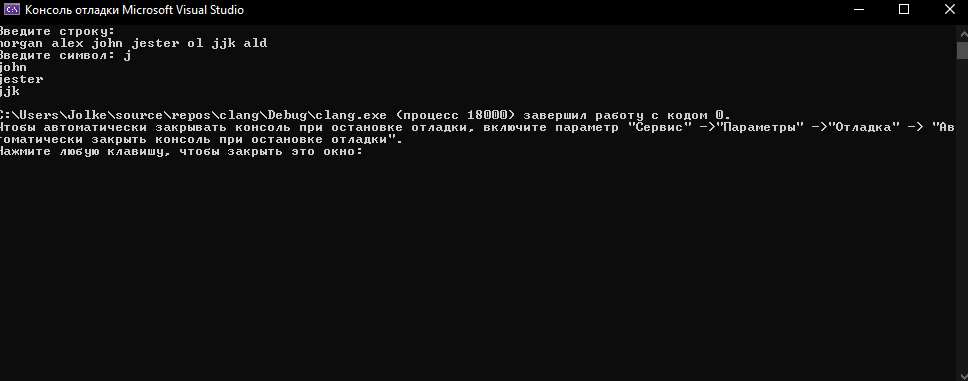 Консоль отладки Microsoft Visual Studio
Введите строку:
morgan alex john jester ol jjk ald
Введите символ: j
john
jester
jjk
C:\Users\Jolke\source\repos\clang\Debug\clang.exe (процесс 18000) завершил работу с кодом 0.
Чтобы автоматически закрывать консоль при остановке отладки, включите параметр "Сервис" ->"Параметры" ->"Отладка" -> "Ав
томатически закрыть консоль при остановке отладки".
Нажмите любую клавишу, чтобы закрыть это окно: